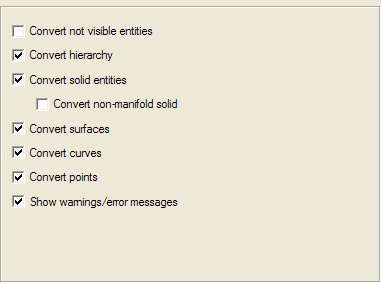 Convert not visible entities
Convert hierarchy
Convert solid entities
Convert non-manifold solid
Convert surfaces
Convert curves
Convert points
Show warnings/error messages